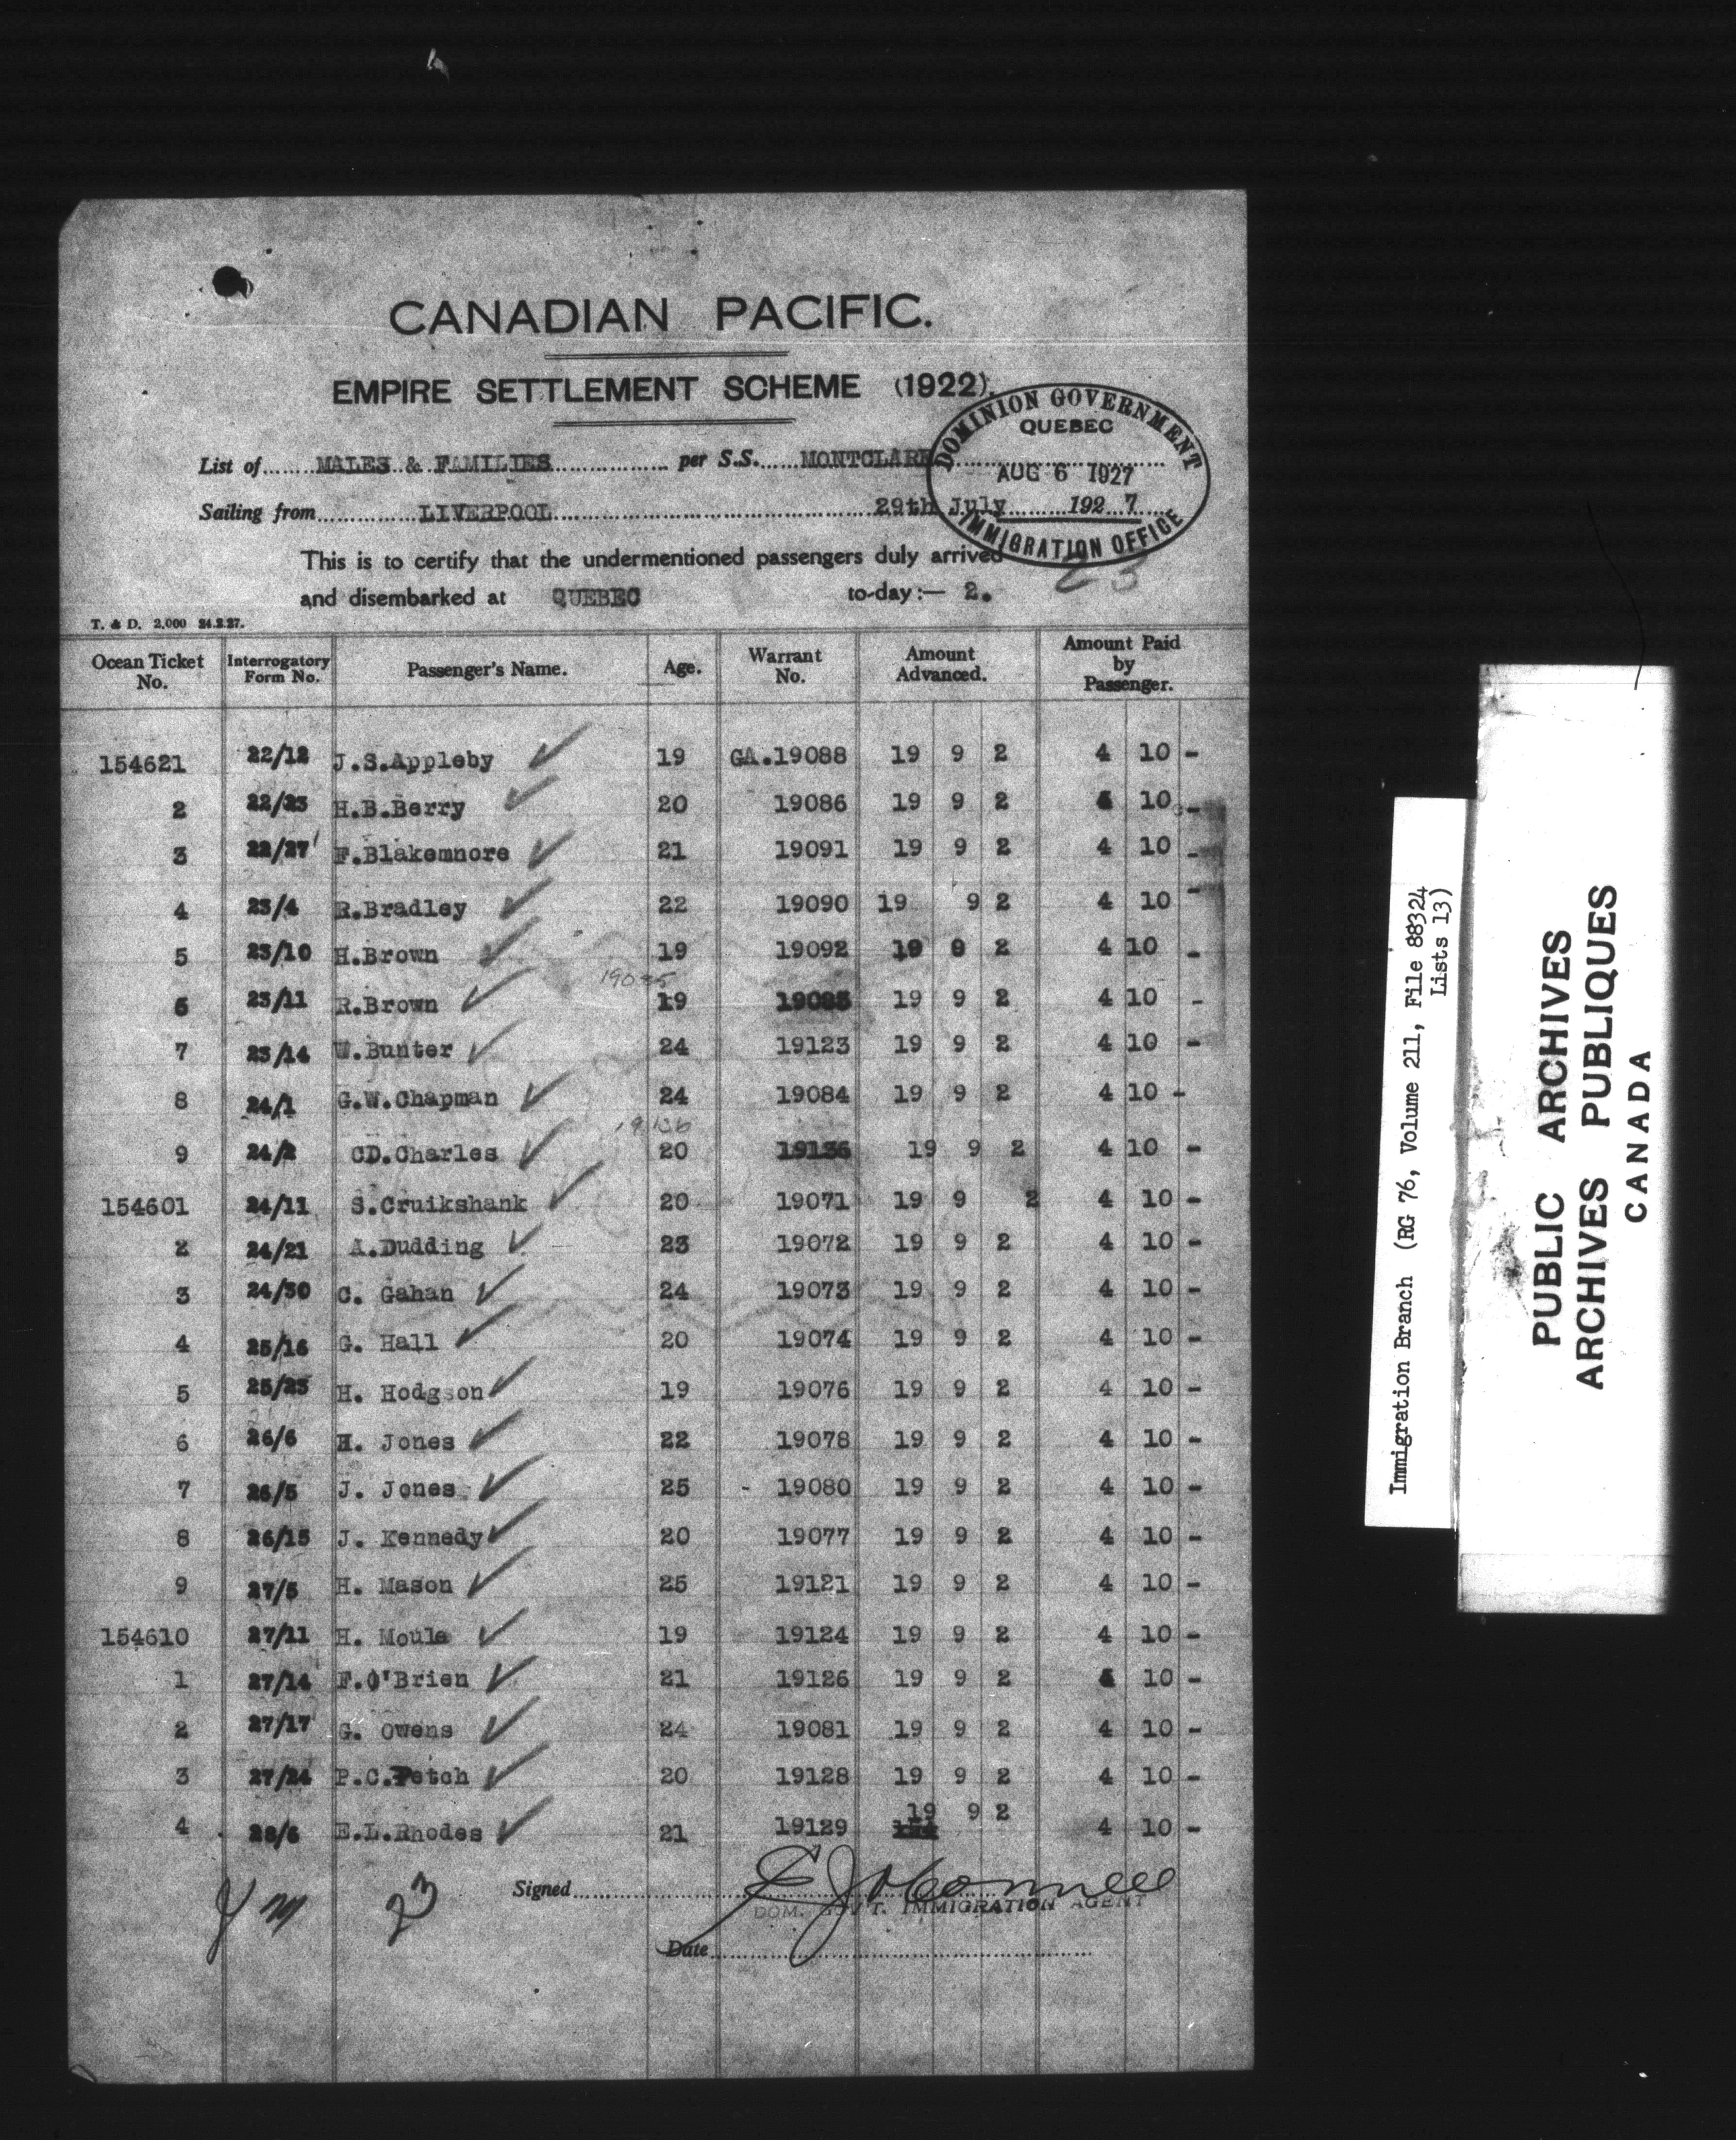 CANADIAN PACIFIC.
EMPIRE SETTLEMENT SCHEME (1922).
DOMINION GOVERNMENT
QUEBEC
AUG 6 1927
IMMIGRATION OFFICE
List of MALES & FAMILIES per S.S. MONTCLARE
Sailing from LIVERPOOL 29th July 192 7
This is to certify that the undermentioned passengers duly arrived
and disembarked at QUEBEC to-day:— 2.
23
T. & D. 2,000 24.2.27.
Ocean Ticket No. Interrogatory Form No. Passenger's Name. Age. Warrant No. Amount Advanced. Amount Paid by Passenger.
154621 22/12 J.S.Appleby ✓ 19 GA.19088 19 9 2 4 10 -
2 22/23 H.B.Berry ✓ 20 19086 19 9 2 4 10 -
3 22/27 F.Blakemnore ✓ 21 19091 19 9 2 4 10 -
4 23/4 R.Bradley ✓ 22 19090 19 9 2 4 10 -
5 23/10 H.Brown ✓ 19 19092 19 9 2 4 10 -
6 23/11 R.Brown ✓ 19 19085 19 9 2 4 10 -
7 23/14 W.Bunter ✓ 24 19123 19 9 2 4 10 -
8 24/1 G.W.Chapman ✓ 24 19084 19 9 2 4 10 -
9 24/2 CD.Charles ✓ 20 19136 19 9 2 4 10 -
154601 24/11 S.Cruikshank ✓ 20 19071 19 9 2 4 10 -
2 24/21 A.Dudding ✓ 23 19072 19 9 2 4 10 -
3 24/30 C. Gahan ✓ 24 19073 19 9 2 4 10 -
4 25/16 G. Hall ✓ 20 19074 19 9 2 4 10 -
5 25/23 H. Hodgson ✓ 19 19076 19 9 2 4 10 -
6 26/6 H. Jones ✓ 22 19078 19 9 2 4 10 -
7 26/5 J. Jones ✓ 25 - 19080 19 9 2 4 10 -
8 26/15 J. Kennedy ✓ 20 19077 19 9 2 4 10 -
9 27/5 H. Mason ✓ 25 19121 19 9 2 4 10 -
154610 27/11 H. Moule ✓ 19 19124 19 9 2 4 10 -
1 27/14 F.O'Brien ✓ 21 19126 19 9 2 4 10 -
2 27/17 G. Owens ✓ 24 19081 19 9 2 4 10 -
3 27/24 P.C.Petch ✓ 20 19128 19 9 2 4 10 -
4 28/6 E.L.Rhodes ✓ 21 19129 19 9 2 4 10 -
23
Signed
DOM. GOV'T. IMMIGRATION AGENT
Date
Immigration Branch (RG 76, Volume 211, File 88324
Lists 13)
PUBLIC ARCHIVES
ARCHIVES PUBLIQUES
CANADA